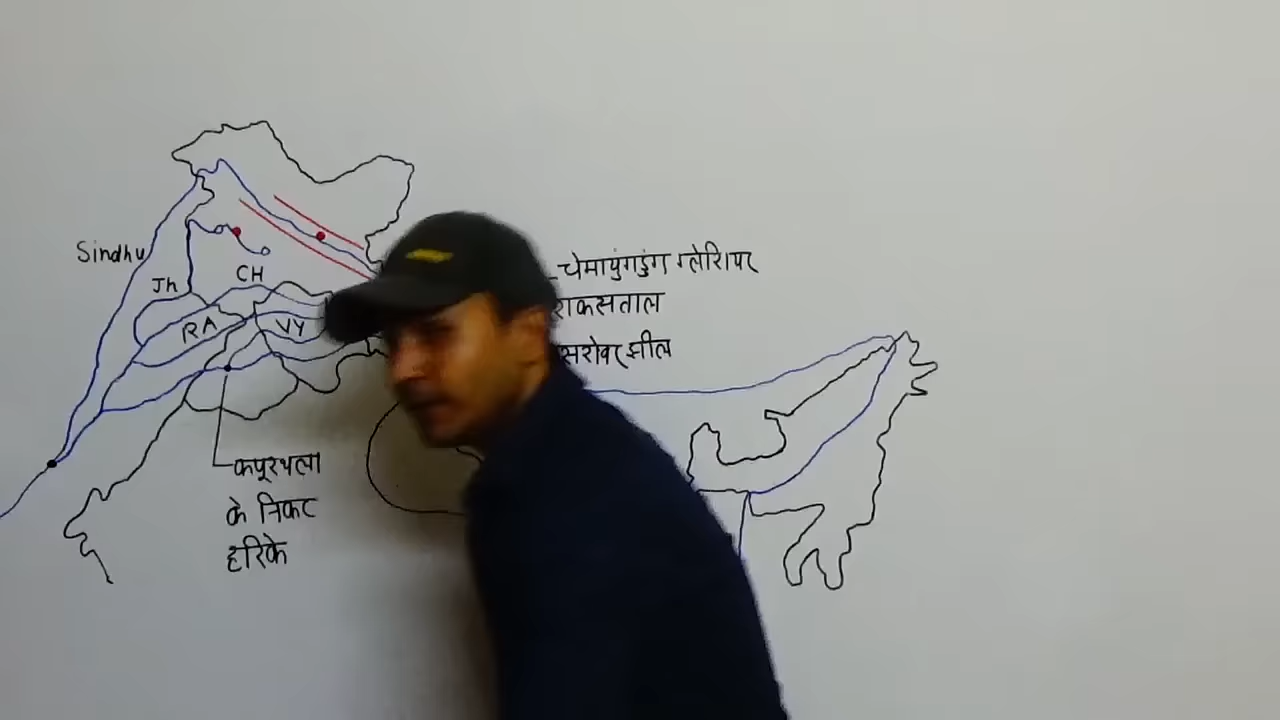 Sindhu
Jh
CH
RA
VY
चेमायुंगडुंग ग्लेशियर
राकसताल
सरोवर झील
कपूरथला
के निकट
हरिके